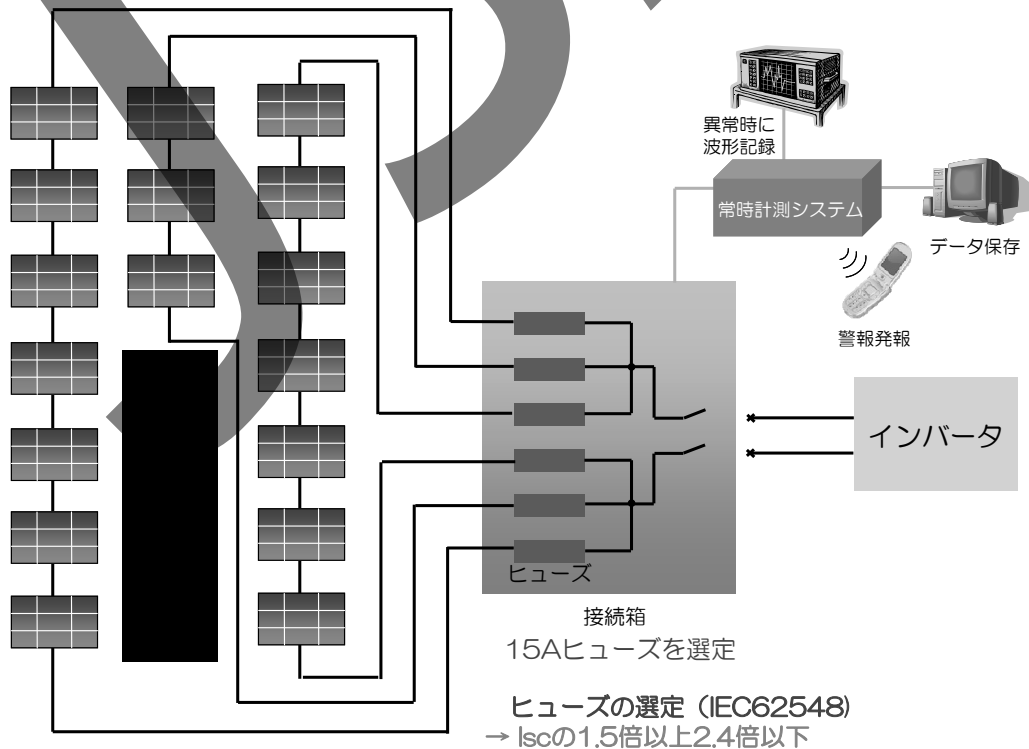 異常時に
波形記録
常時計測システム
データ保存
警報発報
インバータ
ヒューズ
接続箱
15Aヒューズを選定
ヒューズの選定（IEC62548)
→ Iscの1.5倍以上2.4倍以下